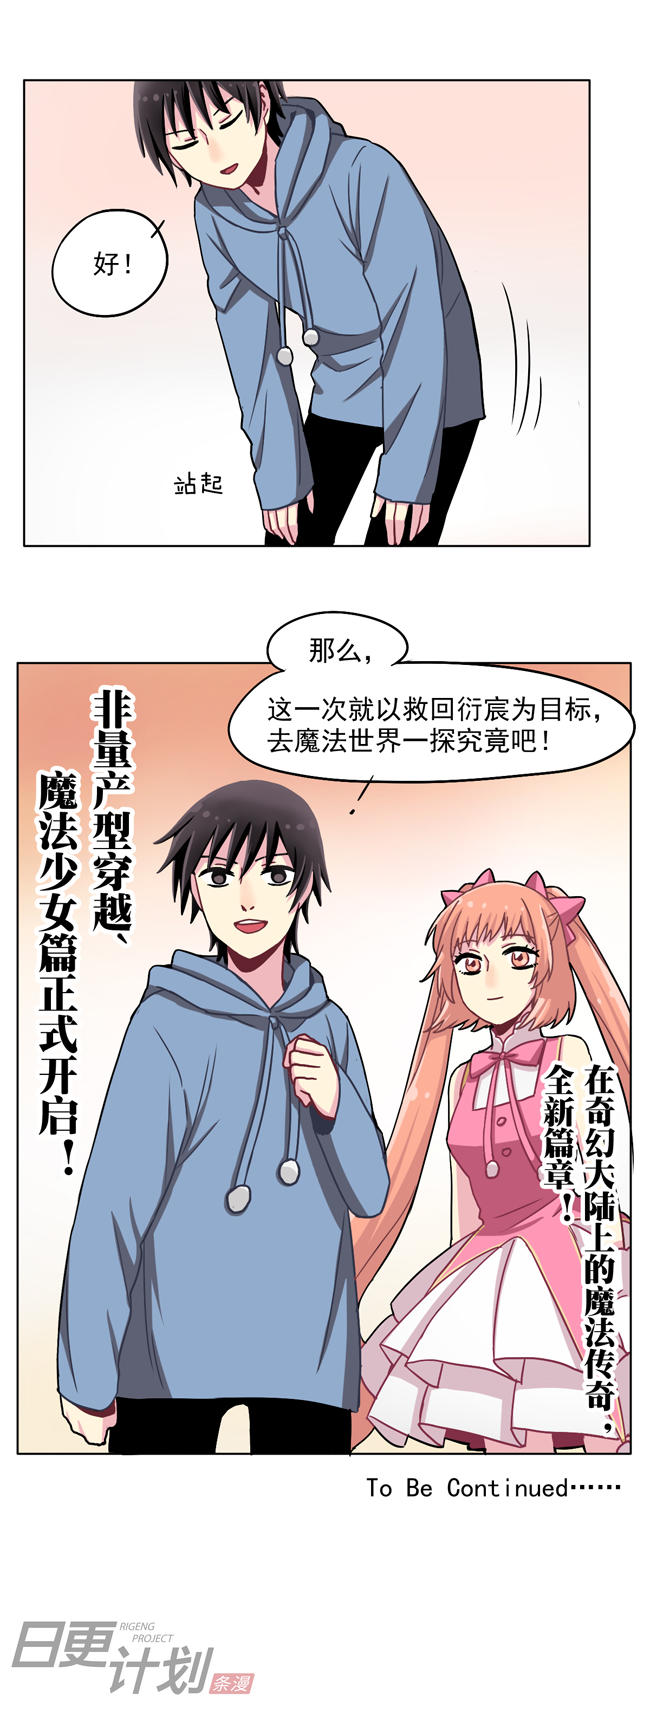 好！
站起
那么，
这一次就以救回衍宸为目标，
去魔法世界一探究竟吧！
非量产型穿越、
魔法少女篇正式开启！
在奇幻大陆上的魔法传奇，
全新篇章！
To Be Continued……
日更计划
RIGENG
PROJECT
条漫